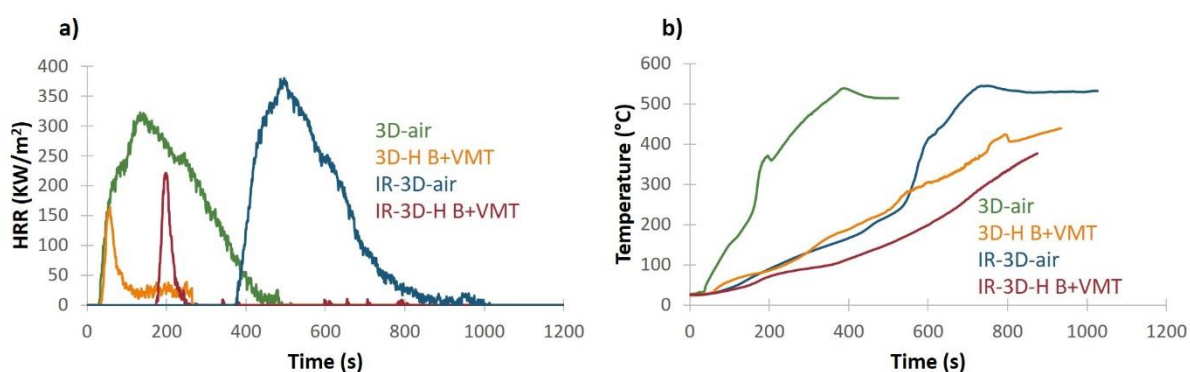 a)
HRR (KW/m²)
400
350
300
250
200
150
100
50
0
3D-air
3D-H B+VMT
IR-3D-air
IR-3D-H B+VMT
0 200 400 600 800 1000 1200
Time (s)
b)
Temperature (°C)
600
500
400
300
200
100
0
3D-air
3D-H B+VMT
IR-3D-air
IR-3D-H B+VMT
0 200 400 600 800 1000 1200
Time (s)